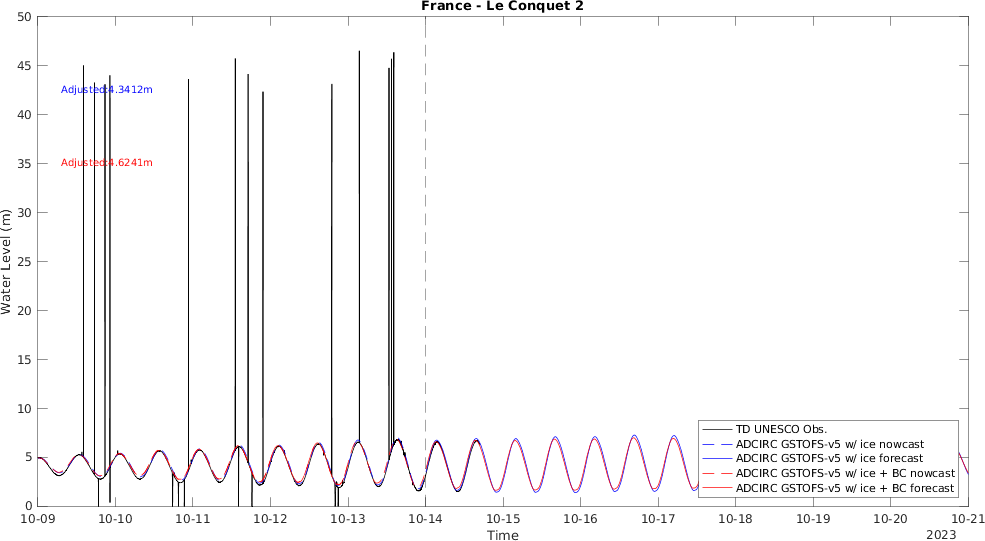 France - Le Conquet 2
Water Level (m)
50
45
40
35
30
25
20
15
10
5
0
Adjusted:4.3412m
Adjusted:4.6241m
TD UNESCO Obs.
ADCIRC GSTOFS-v5 w/ ice nowcast
ADCIRC GSTOFS-v5 w/ ice forecast
ADCIRC GSTOFS-v5 w/ ice + BC nowcast
ADCIRC GSTOFS-v5 w/ ice + BC forecast
10-09 10-10 10-11 10-12 10-13 10-14 10-15 10-16 10-17 10-18 10-19 10-20 10-21
Time
2023